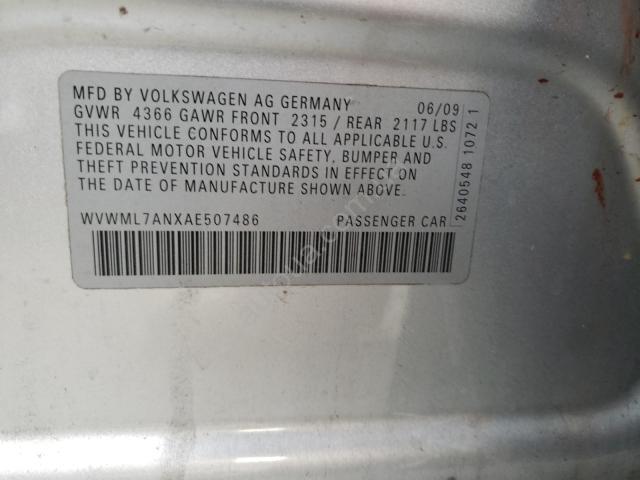 MFD BY VOLKSWAGEN AG GERMANY 06/09
GVWR 4366 GAWR FRONT 2315 / REAR 2117 LBS
THIS VEHICLE CONFORMS TO ALL APPLICABLE U.S.
FEDERAL MOTOR VEHICLE SAFETY, BUMPER AND
THEFT PREVENTION STANDARDS IN EFFECT ON
THE DATE OF MANUFACTURE SHOWN ABOVE.
WVWML7ANXAE507486 PASSENGER CAR
2640548 1072 1